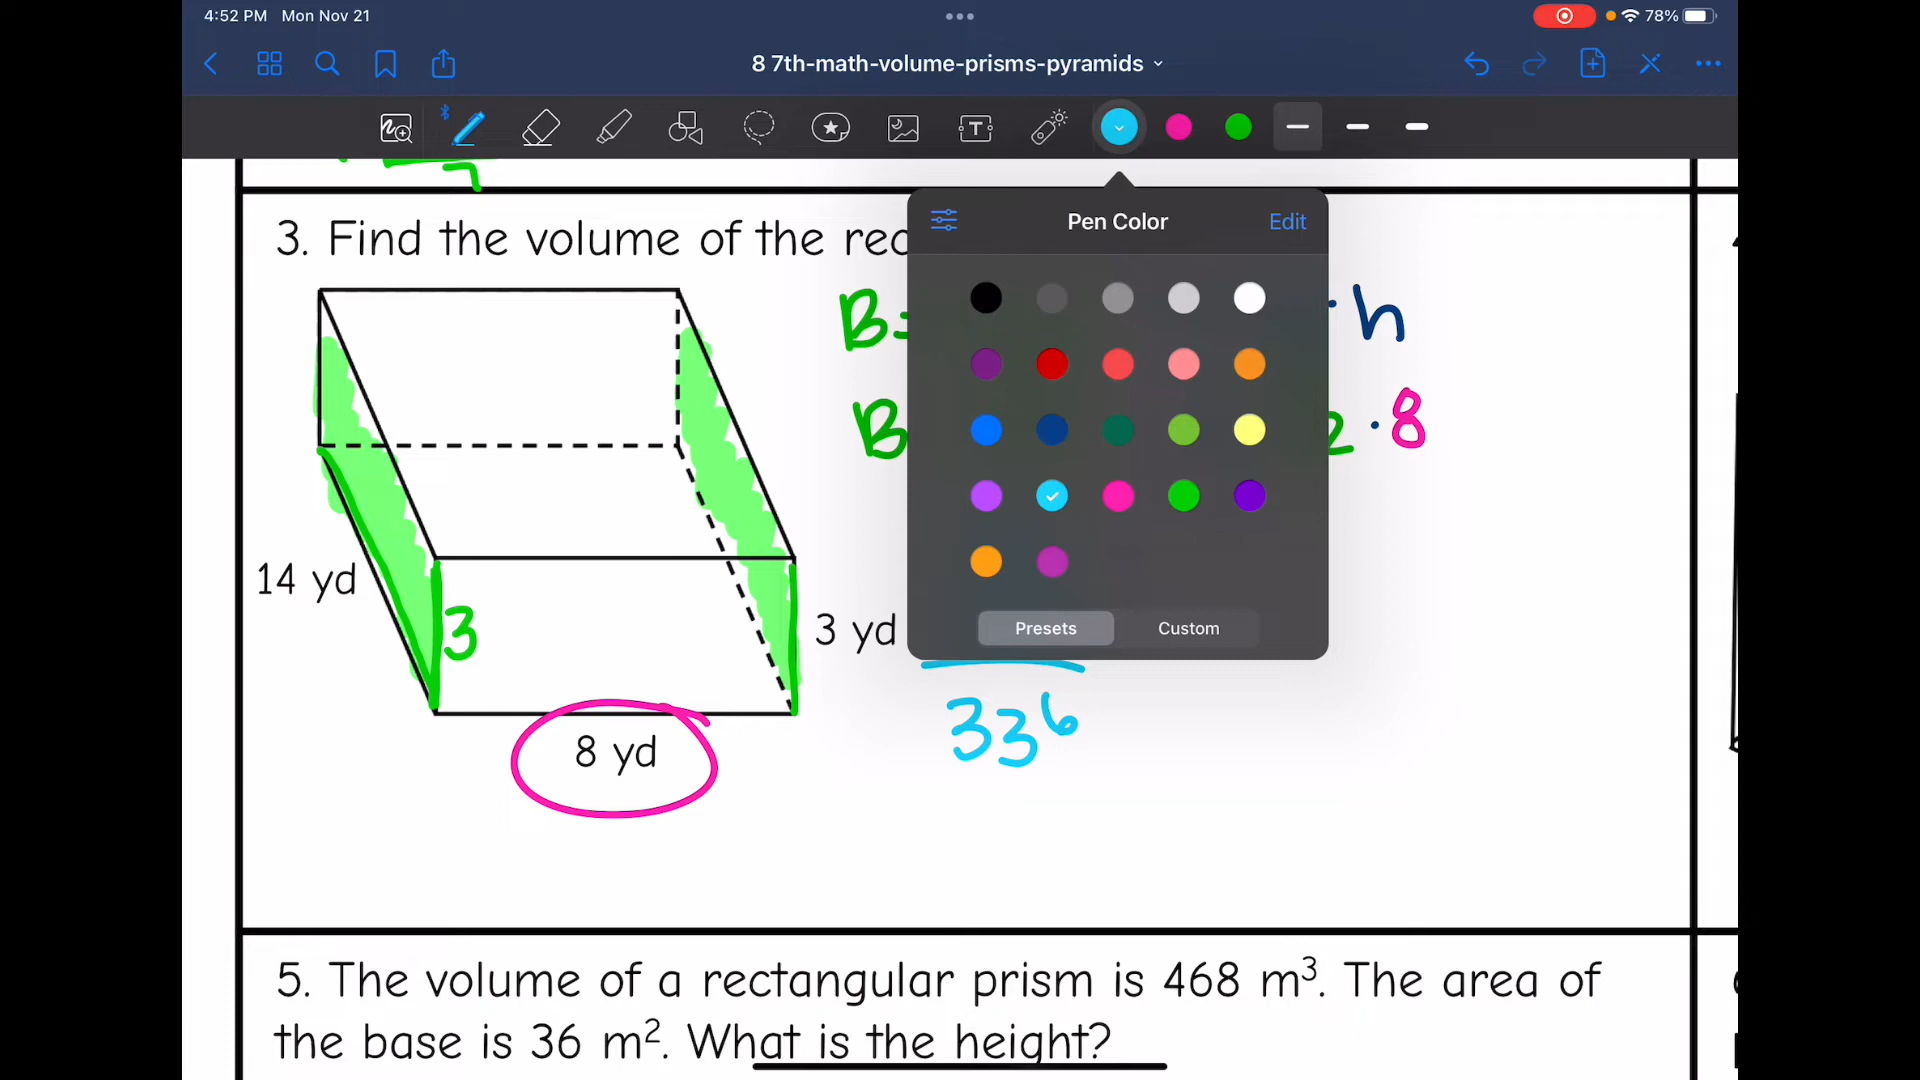 4:52 PM Mon Nov 21
78%
8 7th-math-volume-prisms-pyramids
T
Pen Color
Edit
3. Find the volume of the rec
B=
· h
B
2 · 8
14 yd
3
3 yd
Presets
Custom
336
8 yd
5. The volume of a rectangular prism is 468 m³. The area of
the base is 36 m². What is the height?